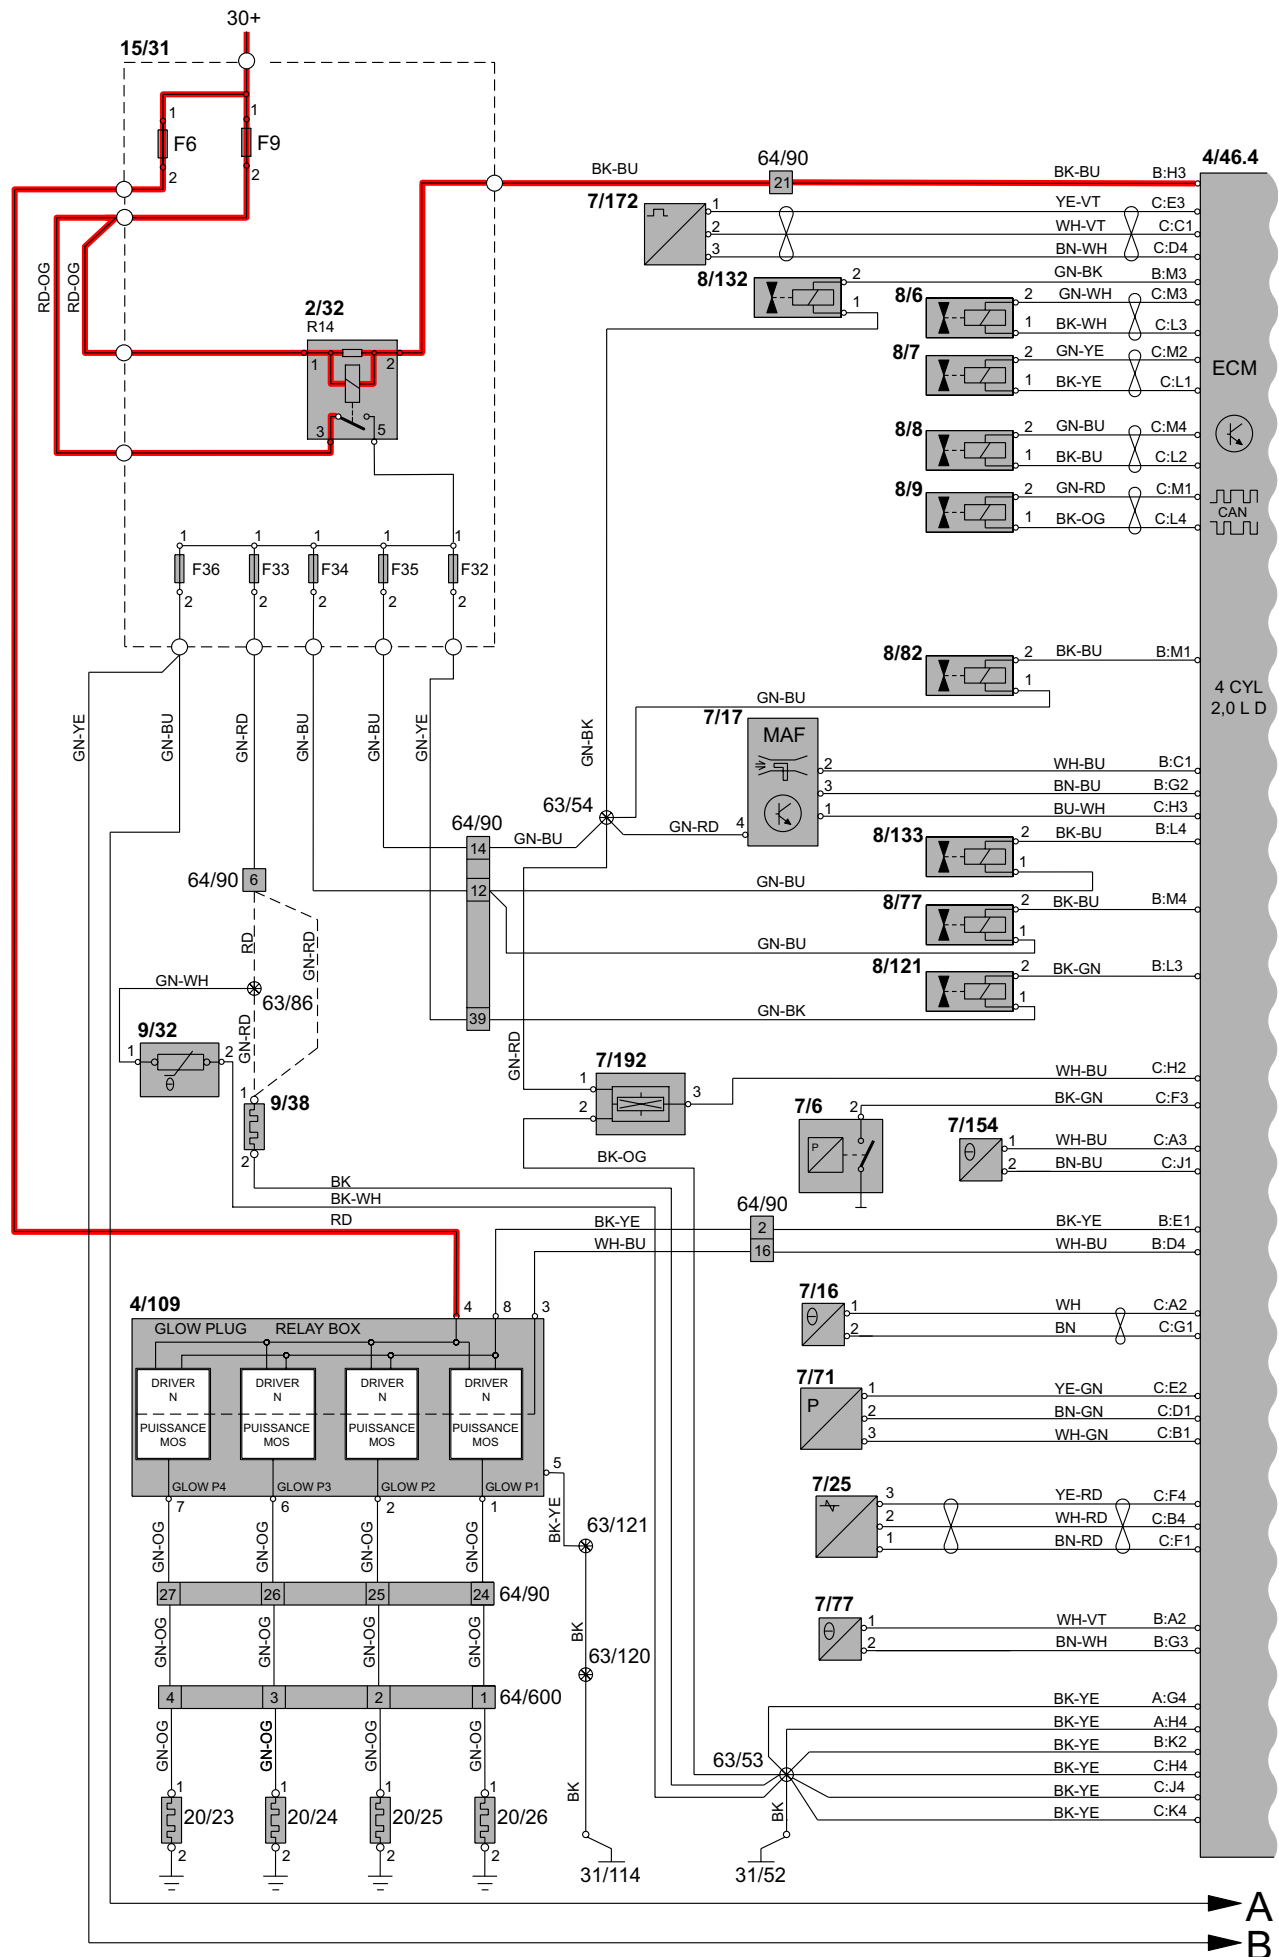 30+
15/31
1
F6
2
1
F9
2
RD-OG
RD-OG
2/32
R14
1
2
3
5
BK-BU
64/90
21
BK-BU
B:H3
4/46.4
7/172
1
YE-VT
C:E3
2
WH-VT
C:C1
3
BN-WH
C:D4
8/132
2
GN-BK
B:M3
1
8/6
2
GN-WH
C:M3
1
BK-WH
C:L3
8/7
2
GN-YE
C:M2
1
BK-YE
C:L1
ECM
8/8
2
GN-BU
C:M4
1
BK-BU
C:L2
8/9
2
GN-RD
C:M1
1
BK-OG
C:L4
CAN
1
1
1
1
1
F36
F33
F34
F35
F32
2
2
2
2
2
GN-YE
GN-BU
GN-RD
GN-BU
GN-BU
GN-YE
GN-BK
8/82
2
BK-BU
B:M1
1
GN-BU
4 CYL
2,0 L D
7/17
MAF
2
WH-BU
B:C1
3
BN-BU
B:G2
1
BU-WH
C:H3
4
63/54
GN-RD
64/90
14
GN-BU
12
39
8/133
2
BK-BU
B:L4
1
GN-BU
8/77
2
BK-BU
B:M4
1
GN-BU
8/121
2
BK-GN
B:L3
1
GN-BK
64/90
6
RD
GN-RD
GN-WH
63/86
GN-RD
9/32
1
2
θ
1
9/38
2
GN-RD
7/192
1
2
3
WH-BU
C:H2
BK-OG
7/6
2
P
BK-GN
C:F3
7/154
θ
1
WH-BU
C:A3
2
BN-BU
C:J1
BK
BK-WH
RD
BK-YE
WH-BU
64/90
2
16
BK-YE
B:E1
WH-BU
B:D4
4/109
4
8
3
GLOW PLUG
RELAY BOX
DRIVER
N
DRIVER
N
DRIVER
N
DRIVER
N
PUISSANCE
MOS
PUISSANCE
MOS
PUISSANCE
MOS
PUISSANCE
MOS
GLOW P4
GLOW P3
GLOW P2
GLOW P1
5
7
6
2
1
7/16
θ
1
WH
C:A2
2
BN
C:G1
7/71
P
1
YE-GN
C:E2
2
BN-GN
C:D1
3
WH-GN
C:B1
7/25
3
YE-RD
C:F4
2
WH-RD
C:B4
1
BN-RD
C:F1
7/77
θ
1
WH-VT
B:A2
2
BN-WH
B:G3
GN-OG
GN-OG
GN-OG
GN-OG
BK-YE
63/121
27
26
25
24
64/90
GN-OG
GN-OG
GN-OG
GN-OG
BK
63/120
4
3
2
1
64/600
GN-OG
GN-OG
GN-OG
GN-OG
BK
1
1
1
1
20/23
20/24
20/25
20/26
2
2
2
2
31/114
63/53
BK
31/52
BK-YE
A:G4
BK-YE
A:H4
BK-YE
B:K2
BK-YE
C:H4
BK-YE
C:J4
BK-YE
C:K4
A
B